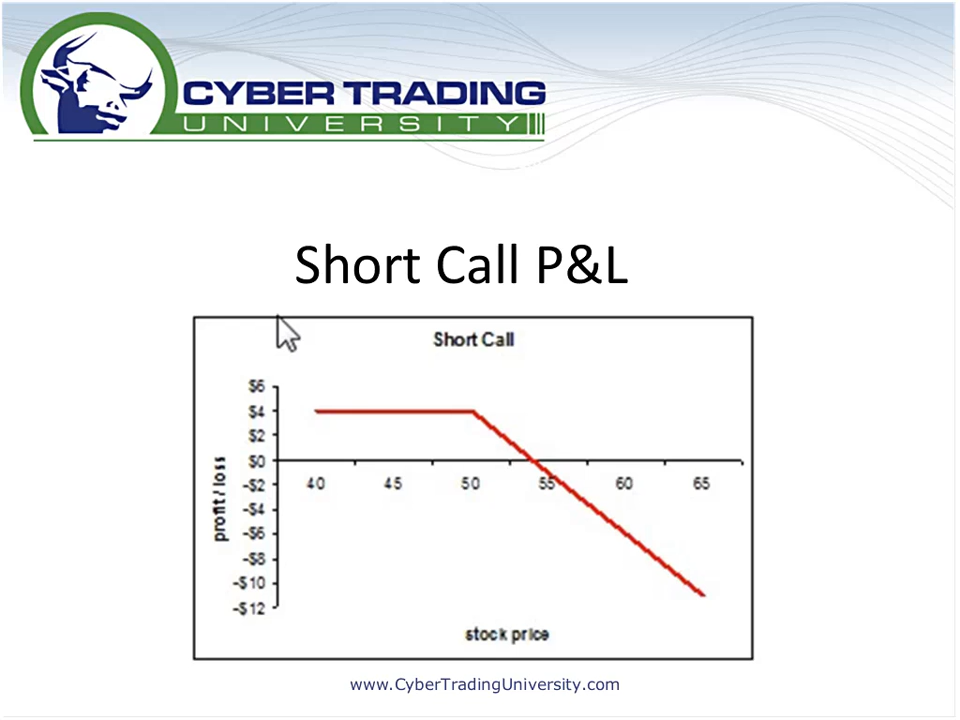 CYBER TRADING
UNIVERSITY
Short Call P&L
Short Call
$6
$4
$2
$0
-$2
-$4
-$6
-$8
-$10
-$12
profit / loss
40 45 50 55 60 65
stock price
www.CyberTradingUniversity.com